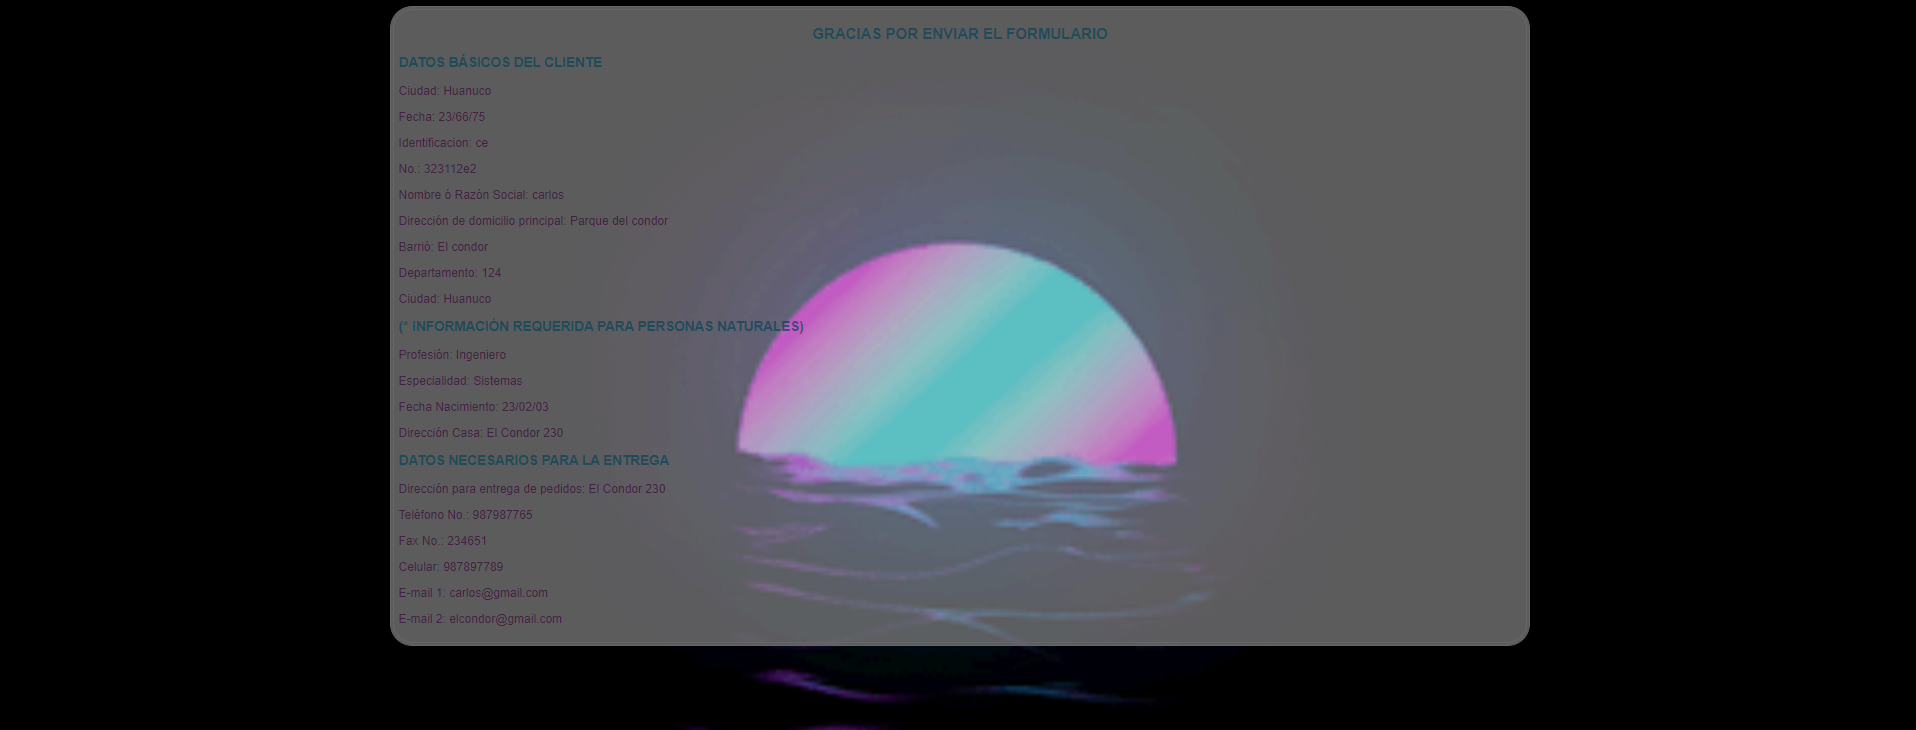 GRACIAS POR ENVIAR EL FORMULARIO
DATOS BÁSICOS DEL CLIENTE
Ciudad: Huanuco
Fecha: 23/66/75
Identificacion: ce
No.: 323112e2
Nombre ó Razón Social: carlos
Dirección de domicilio principal: Parque del condor
Barrió: El condor
Departamento: 124
Ciudad: Huanuco
(* INFORMACIÓN REQUERIDA PARA PERSONAS NATURALES)
Profesión: Ingeniero
Especialidad: Sistemas
Fecha Nacimiento: 23/02/03
Dirección Casa: El Condor 230
DATOS NECESARIOS PARA LA ENTREGA
Dirección para entrega de pedidos: El Condor 230
Teléfono No.: 987987765
Fax No.: 234651
Celular: 987897789
E-mail 1: carlos@gmail.com
E-mail 2: elcondor@gmail.com